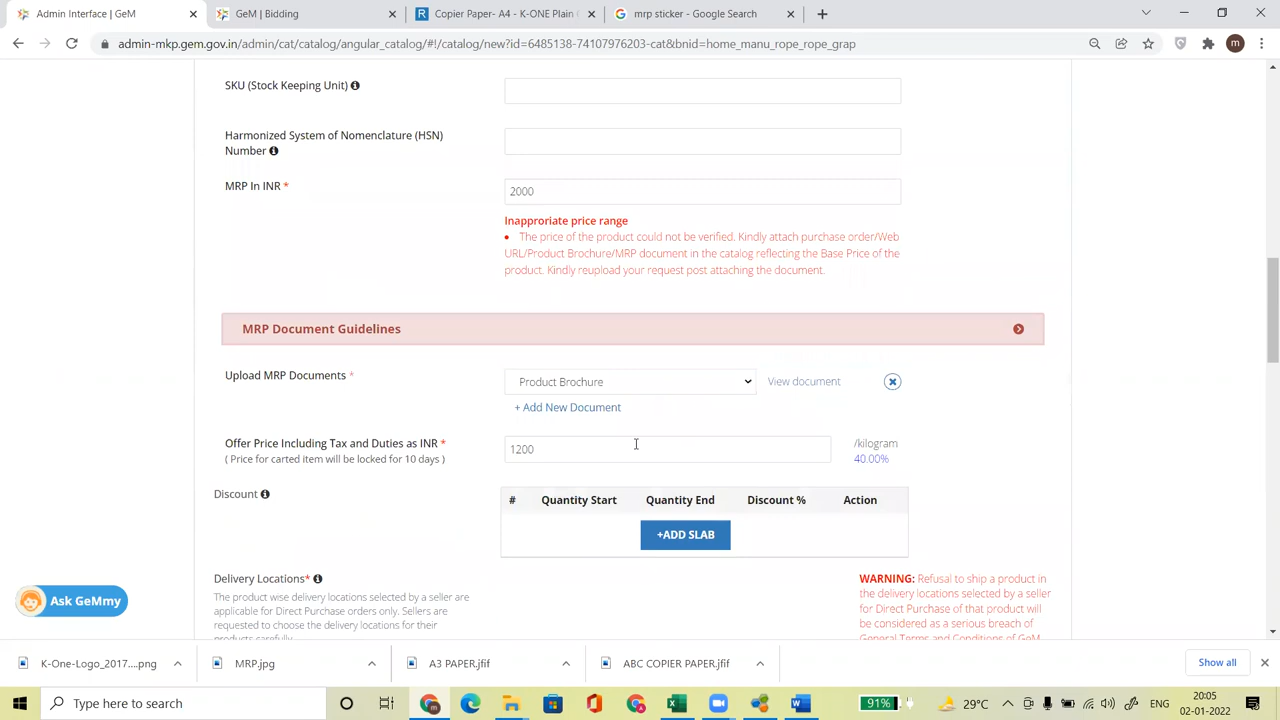 Admin Interface | GeM
GeM | Bidding
Copier Paper- A4 - K-ONE Plain C
mrp sticker - Google Search
admin-mkp.gem.gov.in/admin/cat/catalog/angular_catalog/#!/catalog/new?id=6485138-74107976203-cat&bnid=home_manu_rope_rope_grap
m
SKU (Stock Keeping Unit)
Harmonized System of Nomenclature (HSN)
Number
MRP In INR *
2000
Inapproriate price range
• The price of the product could not be verified. Kindly attach purchase order/Web
URL/Product Brochure/MRP document in the catalog reflecting the Base Price of the
product. Kindly reupload your request post attaching the document.
MRP Document Guidelines
Upload MRP Documents *
Product Brochure
View document
+ Add New Document
Offer Price Including Tax and Duties as INR *
( Price for carted item will be locked for 10 days )
1200
/kilogram
40.00%
Discount
# Quantity Start Quantity End Discount % Action
+ADD SLAB
Delivery Locations*
The product wise delivery locations selected by a seller are
applicable for Direct Purchase orders only. Sellers are
requested to choose the delivery locations for their
products carefully.
WARNING: Refusal to ship a product in
the delivery locations selected by a seller
for Direct Purchase of that product will
be considered as a serious breach of
General Terms and Conditions of GeM
Ask GeMmy
K-One-Logo_2017....png
MRP.jpg
A3 PAPER.jfif
ABC COPIER PAPER.jfif
Show all
Type here to search
91%
29°C
ENG
20:05
02-01-2022